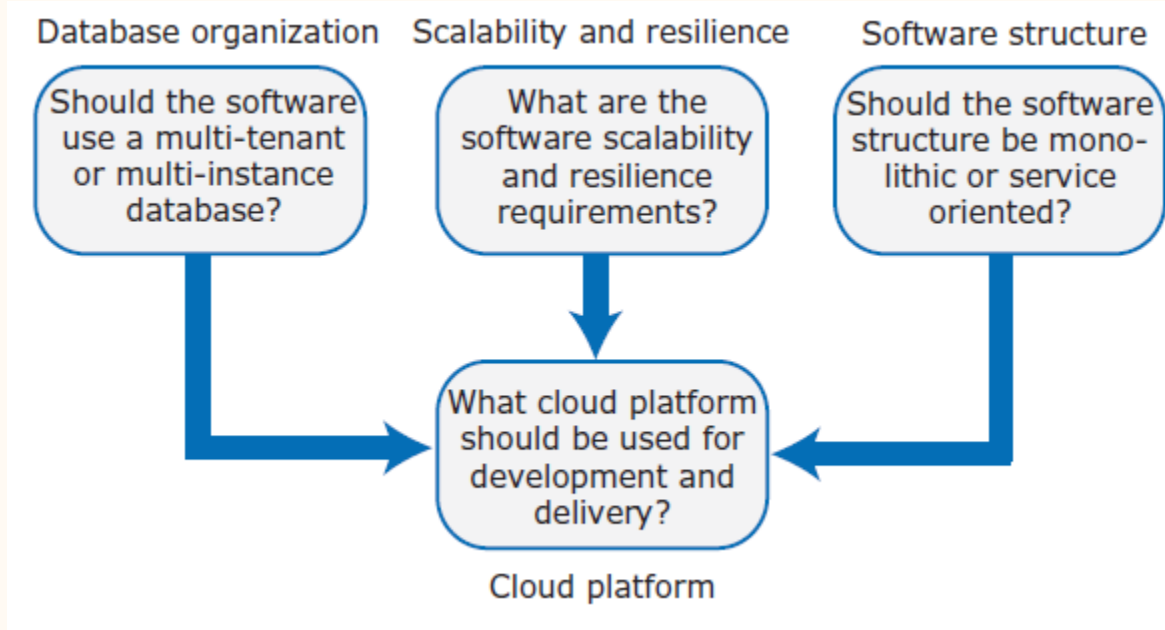 Database organization
Should the software
use a multi-tenant
or multi-instance
database?
Scalability and resilience
What are the
software scalability
and resilience
requirements?
Software structure
Should the software
structure be mono-
lithic or service
oriented?
What cloud platform
should be used for
development and
delivery?
Cloud platform